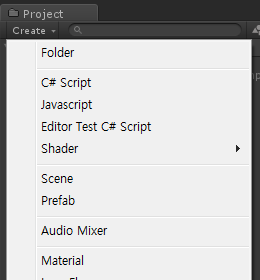 Project
Create
Folder
C# Script
Javascript
Editor Test C# Script
Shader
Scene
Prefab
Audio Mixer
Material